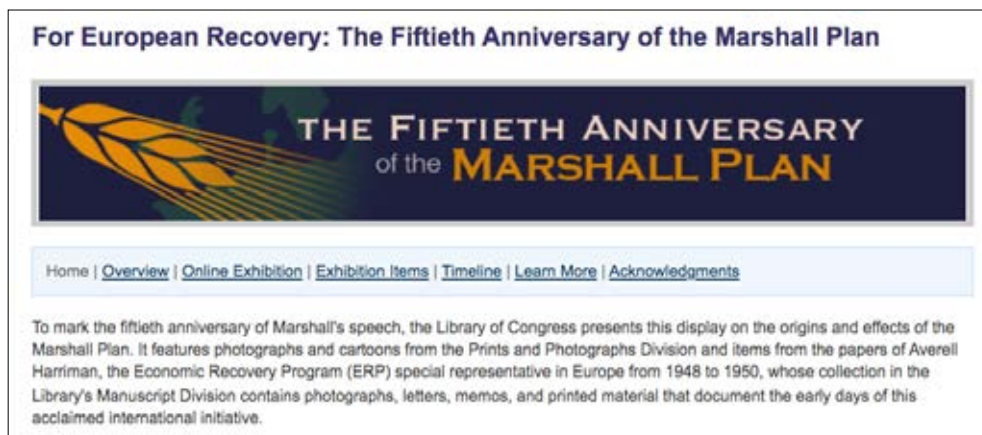 For European Recovery: The Fiftieth Anniversary of the Marshall Plan
THE FIFTIETH ANNIVERSARY
of the MARSHALL PLAN
Home | Overview | Online Exhibition | Exhibition Items | Timeline | Learn More | Acknowledgments
To mark the fiftieth anniversary of Marshall's speech, the Library of Congress presents this display on the origins and effects of the
Marshall Plan. It features photographs and cartoons from the Prints and Photographs Division and items from the papers of Averell
Harriman, the Economic Recovery Program (ERP) special representative in Europe from 1948 to 1950, whose collection in the
Library's Manuscript Division contains photographs, letters, memos, and printed material that document the early days of this
acclaimed international initiative.